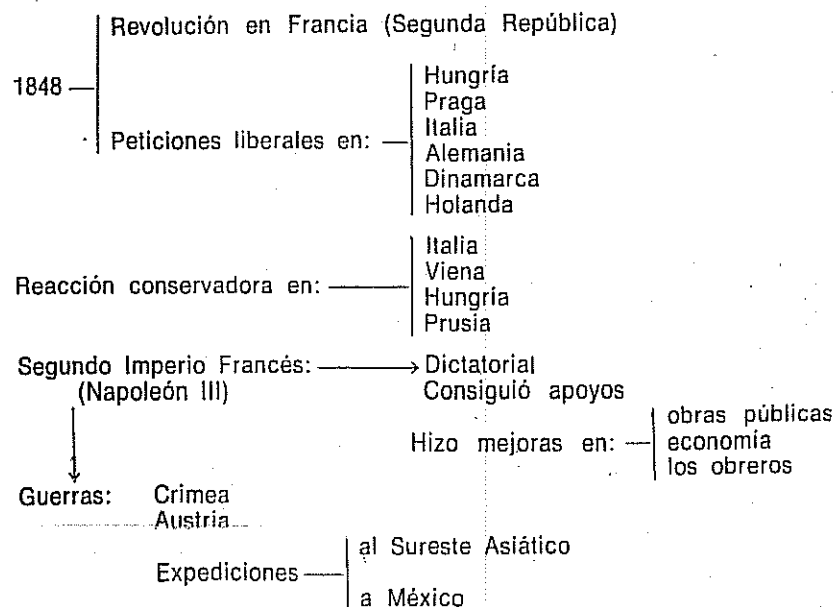 Revolución en Francia (Segunda República)
1848
Peticiones liberales en:
Hungría
Praga
Italia
Alemania
Dinamarca
Holanda
Reacción conservadora en:
Italia
Viena
Hungría
Prusia
Segundo Imperio Francés:
(Napoleón III)
Dictatorial
Consiguió apoyos
Hizo mejoras en:
obras públicas
economía
los obreros
Guerras: Crimea
Austria
Expediciones
al Sureste Asiático
a México